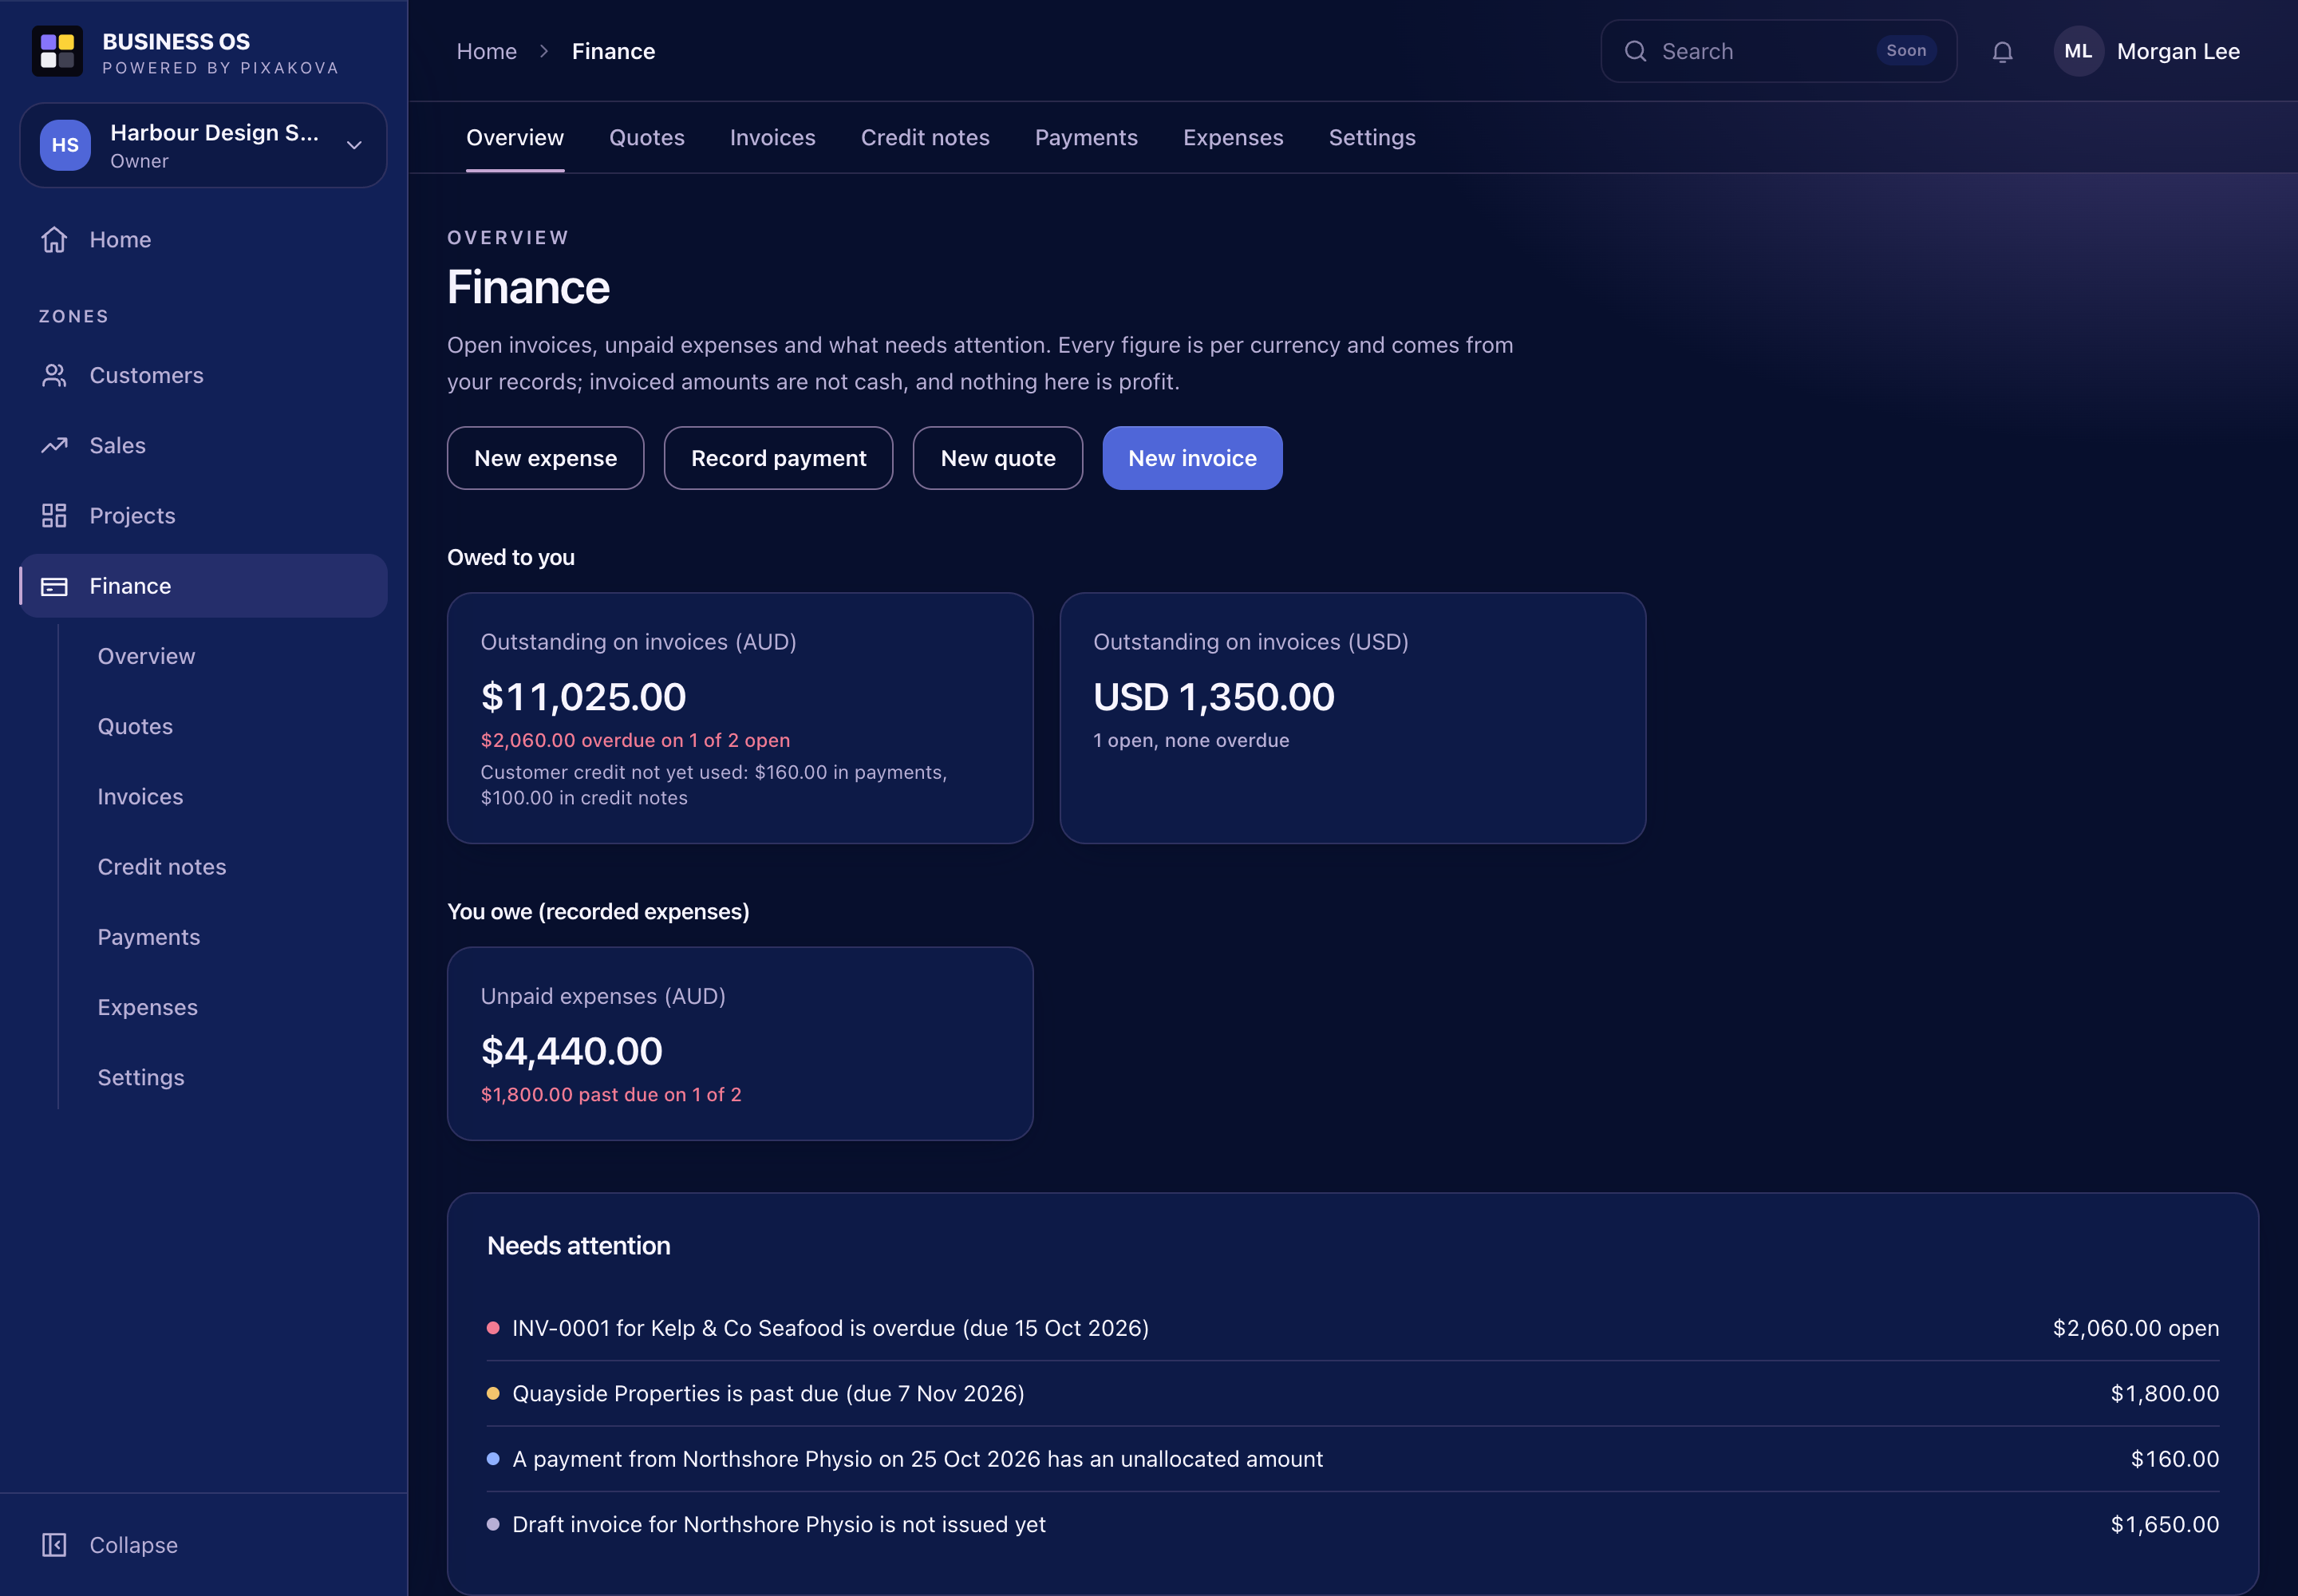 BUSINESS OS
POWERED BY PIXAKOVA
HS
Harbour Design S...
Owner
Home
ZONES
Customers
Sales
Projects
Finance
Overview
Quotes
Invoices
Credit notes
Payments
Expenses
Settings
Collapse
Home > Finance
Search
Soon
ML
Morgan Lee
Overview Quotes Invoices Credit notes Payments Expenses Settings
OVERVIEW
Finance
Open invoices, unpaid expenses and what needs attention. Every figure is per currency and comes from
your records; invoiced amounts are not cash, and nothing here is profit.
New expense Record payment New quote New invoice
Owed to you
Outstanding on invoices (AUD)
$11,025.00
$2,060.00 overdue on 1 of 2 open
Customer credit not yet used: $160.00 in payments,
$100.00 in credit notes
Outstanding on invoices (USD)
USD 1,350.00
1 open, none overdue
You owe (recorded expenses)
Unpaid expenses (AUD)
$4,440.00
$1,800.00 past due on 1 of 2
Needs attention
INV-0001 for Kelp & Co Seafood is overdue (due 15 Oct 2026) $2,060.00 open
Quayside Properties is past due (due 7 Nov 2026) $1,800.00
A payment from Northshore Physio on 25 Oct 2026 has an unallocated amount $160.00
Draft invoice for Northshore Physio is not issued yet $1,650.00